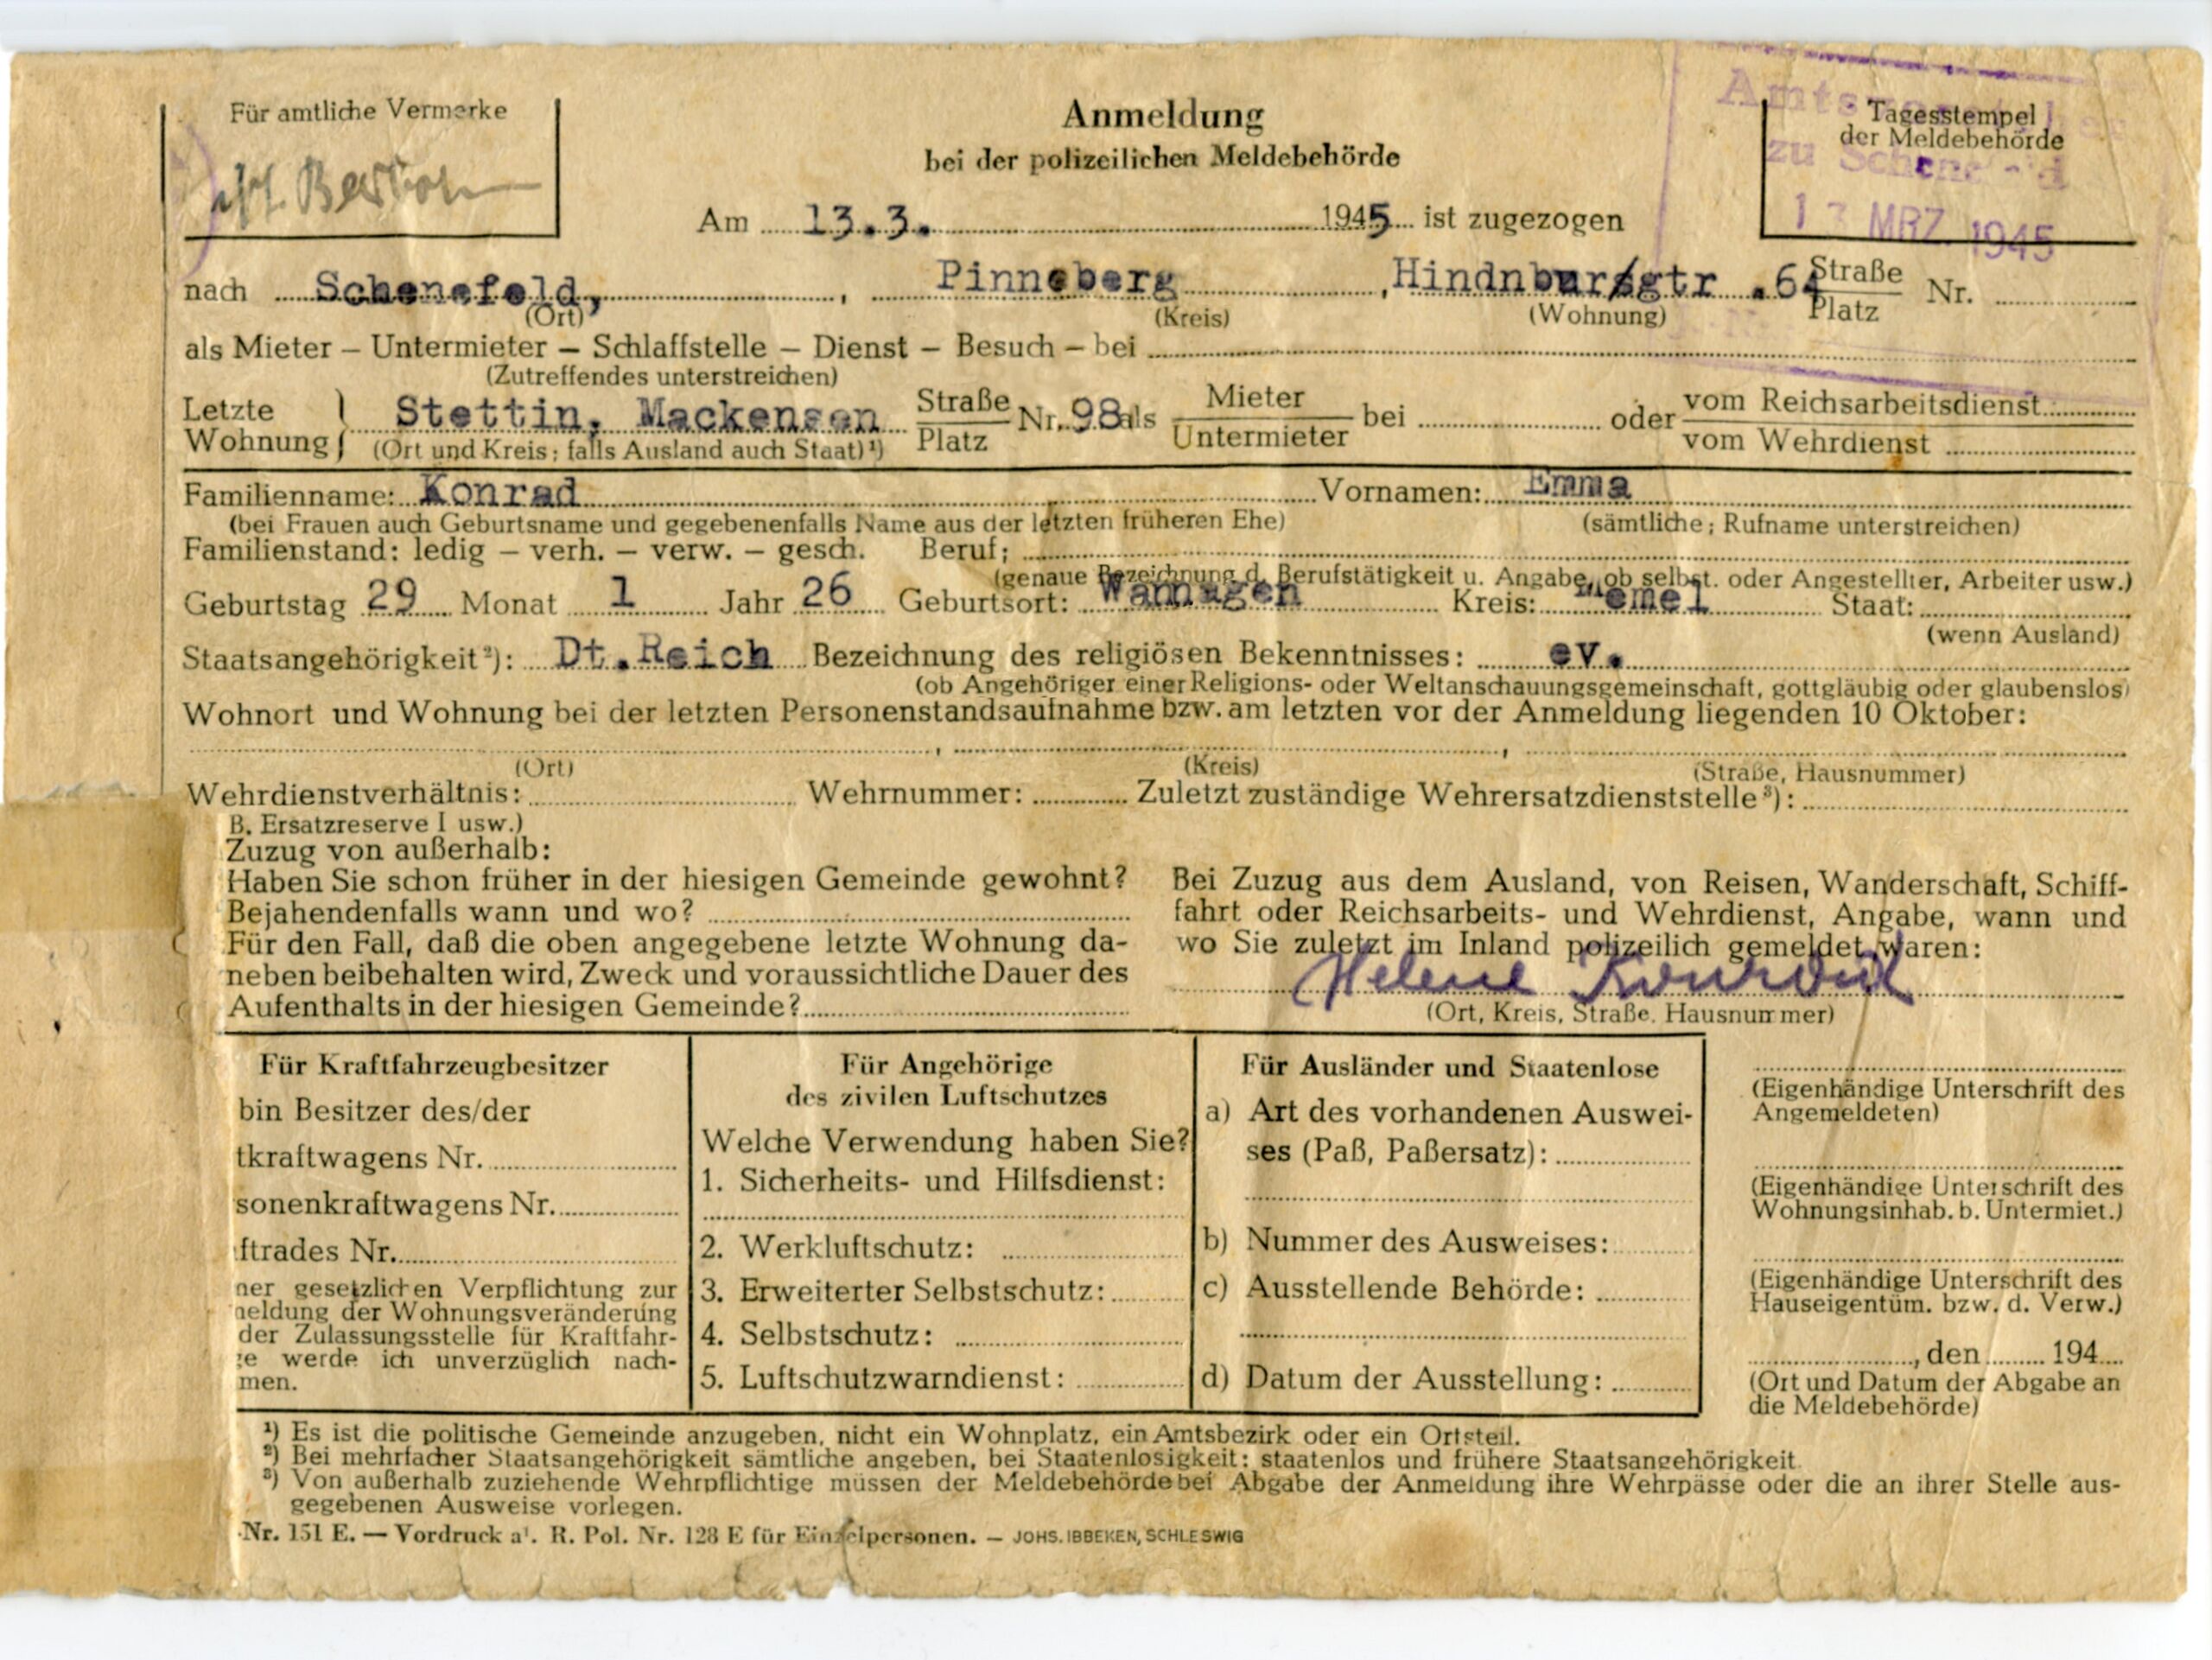 Für amtliche Vermerke
Anmeldung
bei der polizeilichen Meldebehörde
Tagesstempel
der Meldebehörde
Amtsvorsteher
zu Schenefeld
13 MRZ 1945
Am 13.3. 1945 ist zugezogen
nach Schenefeld, , Pinneberg , Hindnburgstr .64 Straße Platz Nr.
(Ort) (Kreis) (Wohnung)
als Mieter – Untermieter – Schlaffstelle – Dienst – Besuch – bei
(Zutreffendes unterstreichen)
Letzte Wohnung } Stettin, Mackensen Straße Platz Nr. 98 als Mieter Untermieter bei oder vom Reichsarbeitsdienst vom Wehrdienst
(Ort und Kreis; falls Ausland auch Staat)¹)
Familienname: Konrad Vornamen: Emma
(bei Frauen auch Geburtsname und gegebenenfalls Name aus der letzten früheren Ehe) (sämtliche; Rufname unterstreichen)
Familienstand: ledig – verh. – verw. – gesch. Beruf:
(genaue Bezeichnung d. Berufstätigkeit u. Angabe, ob selbst. oder Angestellter, Arbeiter usw.)
Geburtstag 29 Monat 1 Jahr 26 Geburtsort: Wannagen Kreis: Memel Staat:
(wenn Ausland)
Staatsangehörigkeit²): Dt.Reich Bezeichnung des religiösen Bekenntnisses: ev.
(ob Angehöriger einer Religions- oder Weltanschauungsgemeinschaft, gottgläubig oder glaubenslos)
Wohnort und Wohnung bei der letzten Personenstandsaufnahme bzw. am letzten vor der Anmeldung liegenden 10 Oktober:
(Ort) (Kreis) (Straße, Hausnummer)
Wehrdienstverhältnis: Wehrnummer: Zuletzt zuständige Wehrersatzdienststelle³):
B. Ersatzreserve I usw.)
Zuzug von außerhalb:
Haben Sie schon früher in der hiesigen Gemeinde gewohnt?
Bejahendenfalls wann und wo?
Für den Fall, daß die oben angegebene letzte Wohnung da-
neben beibehalten wird, Zweck und voraussichtliche Dauer des
Aufenthalts in der hiesigen Gemeinde?
Bei Zuzug aus dem Ausland, von Reisen, Wanderschaft, Schiff-
fahrt oder Reichsarbeits- und Wehrdienst, Angabe, wann und
wo Sie zuletzt im Inland polizeilich gemeldet waren:
Helene Konrad
(Ort, Kreis, Straße, Hausnummer)
Für Kraftfahrzeugbesitzer
bin Besitzer des/der
tkraftwagens Nr.
sonenkraftwagens Nr.
ftrades Nr.
ner gesetzlichen Verpflichtung zur
neldung der Wohnungsveränderung
der Zulassungsstelle für Kraftfahr-
ge werde ich unverzüglich nach-
men.
Für Angehörige
des zivilen Luftschutzes
Welche Verwendung haben Sie?
1. Sicherheits- und Hilfsdienst:
2. Werkluftschutz:
3. Erweiterter Selbstschutz:
4. Selbstschutz:
5. Luftschutzwarndienst:
Für Ausländer und Staatenlose
a) Art des vorhandenen Auswei-
ses (Paß, Paßersatz):
b) Nummer des Ausweises:
c) Ausstellende Behörde:
d) Datum der Ausstellung:
(Eigenhändige Unterschrift des
Angemeldeten)
(Eigenhändige Unterschrift des
Wohnungsinhab. b. Untermiet.)
(Eigenhändige Unterschrift des
Hauseigentüm. bzw. d. Verw.)
, den 194
(Ort und Datum der Abgabe an
die Meldebehörde)
¹) Es ist die politische Gemeinde anzugeben, nicht ein Wohnplatz, ein Amtsbezirk oder ein Ortsteil.
²) Bei mehrfacher Staatsangehörigkeit sämtliche angeben, bei Staatenlosigkeit: staatenlos und frühere Staatsangehörigkeit.
³) Von außerhalb zuziehende Wehrpflichtige müssen der Meldebehörde bei Abgabe der Anmeldung ihre Wehrpässe oder die an ihrer Stelle aus-
gegebenen Ausweise vorlegen.
Nr. 151 E. — Vordruck a¹. R. Pol. Nr. 128 E für Einzelpersonen. — JOHS. IBBEKEN, SCHLESWIG